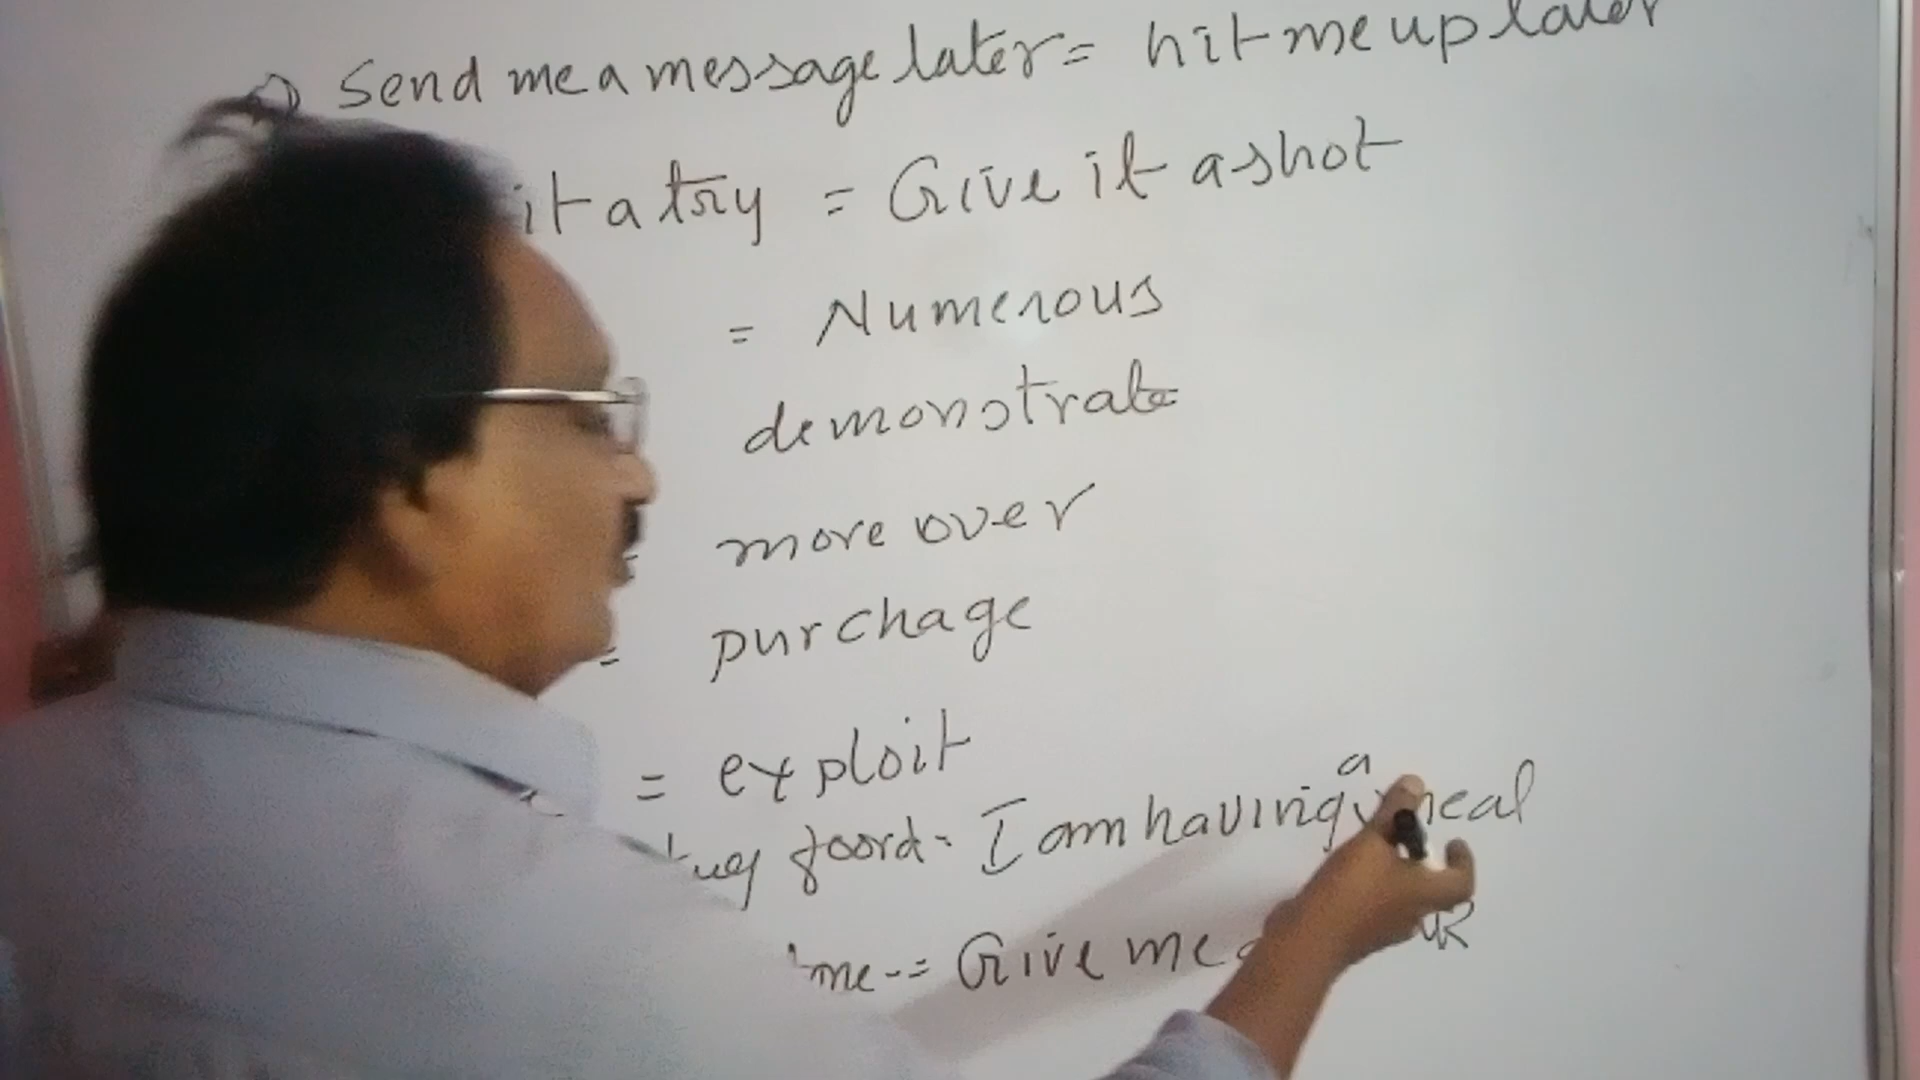 Send me a message later = hit me up later
it a try = Give it a shot
= Numerous
demonstrate
more over
= purchage
= exploit
food = I am having a meal
me = Give me a